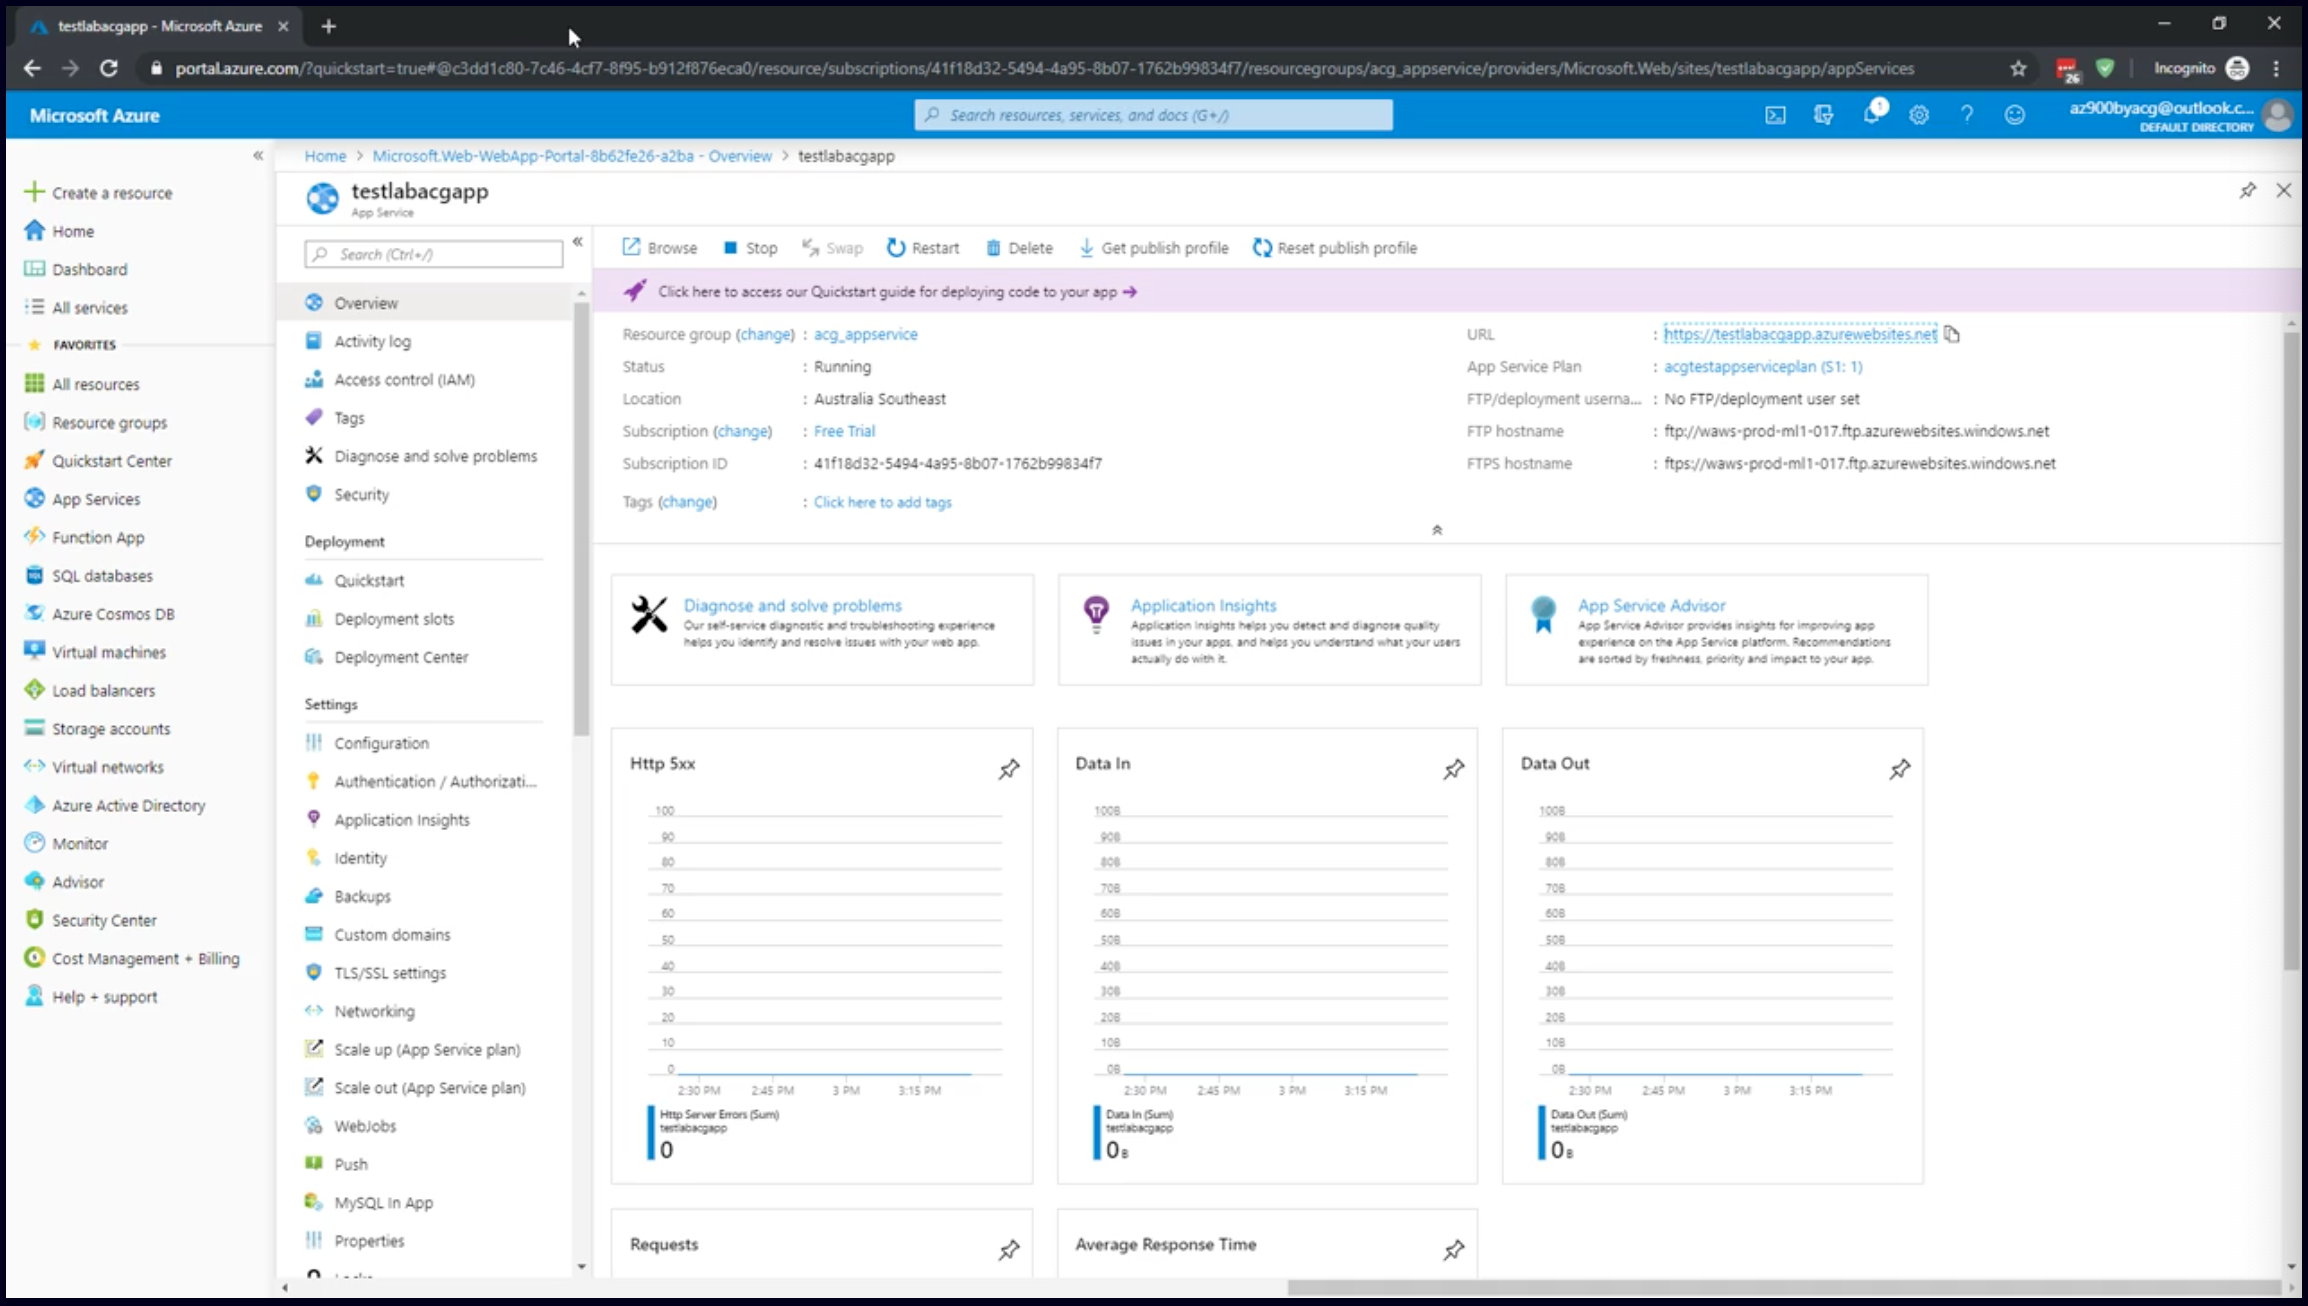 testlabacgapp - Microsoft Azure
portal.azure.com/?quickstart=true#@c3dd1c80-7c46-4cf7-8f95-b912f876eca0/resource/subscriptions/41f18d32-5494-4a95-8b07-1762b99834f7/resourcegroups/acg_appservice/providers/Microsoft.Web/sites/testlabacgapp/appServices
26
Incognito
Microsoft Azure
Search resources, services, and docs (G+/)
1
az900byacg@outlook.c...
DEFAULT DIRECTORY
Create a resource
Home
Dashboard
All services
FAVORITES
All resources
Resource groups
Quickstart Center
App Services
Function App
SQL databases
Azure Cosmos DB
Virtual machines
Load balancers
Storage accounts
Virtual networks
Azure Active Directory
Monitor
Advisor
Security Center
Cost Management + Billing
Help + support
Home > Microsoft.Web-WebApp-Portal-8b62fe26-a2ba - Overview > testlabacgapp
testlabacgapp
App Service
Search (Ctrl+/)
Overview
Activity log
Access control (IAM)
Tags
Diagnose and solve problems
Security
Deployment
Quickstart
Deployment slots
Deployment Center
Settings
Configuration
Authentication / Authorizati...
Application Insights
Identity
Backups
Custom domains
TLS/SSL settings
Networking
Scale up (App Service plan)
Scale out (App Service plan)
WebJobs
Push
MySQL In App
Properties
Browse Stop Swap Restart Delete Get publish profile Reset publish profile
Click here to access our Quickstart guide for deploying code to your app →
Resource group (change) : acg_appservice
Status : Running
Location : Australia Southeast
Subscription (change) : Free Trial
Subscription ID : 41f18d32-5494-4a95-8b07-1762b99834f7
Tags (change) : Click here to add tags
URL : https://testlabacgapp.azurewebsites.net
App Service Plan : acgtestappserviceplan (S1: 1)
FTP/deployment userna... : No FTP/deployment user set
FTP hostname : ftp://waws-prod-ml1-017.ftp.azurewebsites.windows.net
FTPS hostname : ftps://waws-prod-ml1-017.ftp.azurewebsites.windows.net
Diagnose and solve problems
Our self-service diagnostic and troubleshooting experience
helps you identify and resolve issues with your web app.
Application Insights
Application Insights helps you detect and diagnose quality
issues in your apps, and helps you understand what your users
actually do with it.
App Service Advisor
App Service Advisor provides insights for improving app
experience on the App Service platform. Recommendations
are sorted by freshness, priority and impact to your app.
Http 5xx
100
90
80
70
60
50
40
30
20
10
0
2:30 PM 2:45 PM 3 PM 3:15 PM
Http Server Errors (Sum)
testlabacgapp
0
Data In
100B
90B
80B
70B
60B
50B
40B
30B
20B
10B
0B
2:30 PM 2:45 PM 3 PM 3:15 PM
Data In (Sum)
testlabacgapp
0 B
Data Out
100B
90B
80B
70B
60B
50B
40B
30B
20B
10B
0B
2:30 PM 2:45 PM 3 PM 3:15 PM
Data Out (Sum)
testlabacgapp
0 B
Requests
Average Response Time